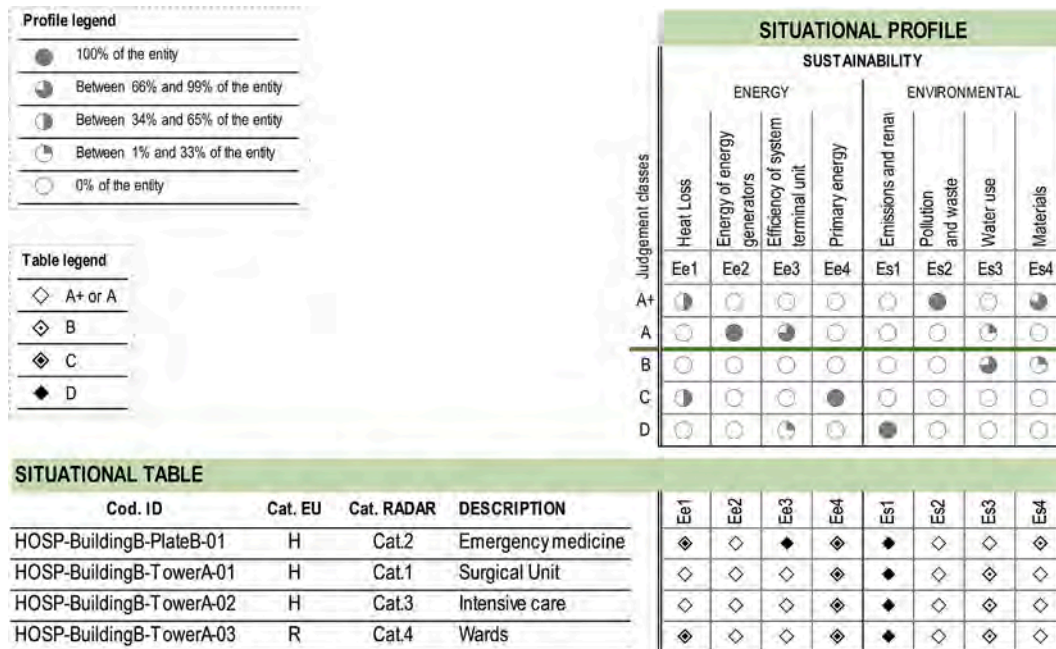 Profile legend
100% of the entity
Between 66% and 99% of the entity
Between 34% and 65% of the entity
Between 1% and 33% of the entity
0% of the entity
Table legend
A+ or A
B
C
D
SITUATIONAL PROFILE
SUSTAINABILITY
ENERGY ENVIRONMENTAL
Judgement classes
Heat Loss
Energy of energy
generators
Efficiency of system
terminal unit
Primary energy
Emissions and
Pollution
and waste
Water use
Materials
Ee1 Ee2 Ee3 Ee4 Es1 Es2 Es3 Es4
A+
A
B
C
D
SITUATIONAL TABLE
Cod. ID Cat. EU Cat. RADAR DESCRIPTION Ee1 Ee2 Ee3 Ee4 Es1 Es2 Es3 Es4
HOSP-BuildingB-PlateB-01 H Cat.2 Emergency medicine
HOSP-BuildingB-TowerA-01 H Cat.1 Surgical Unit
HOSP-BuildingB-TowerA-02 H Cat.3 Intensive care
HOSP-BuildingB-TowerA-03 R Cat.4 Wards